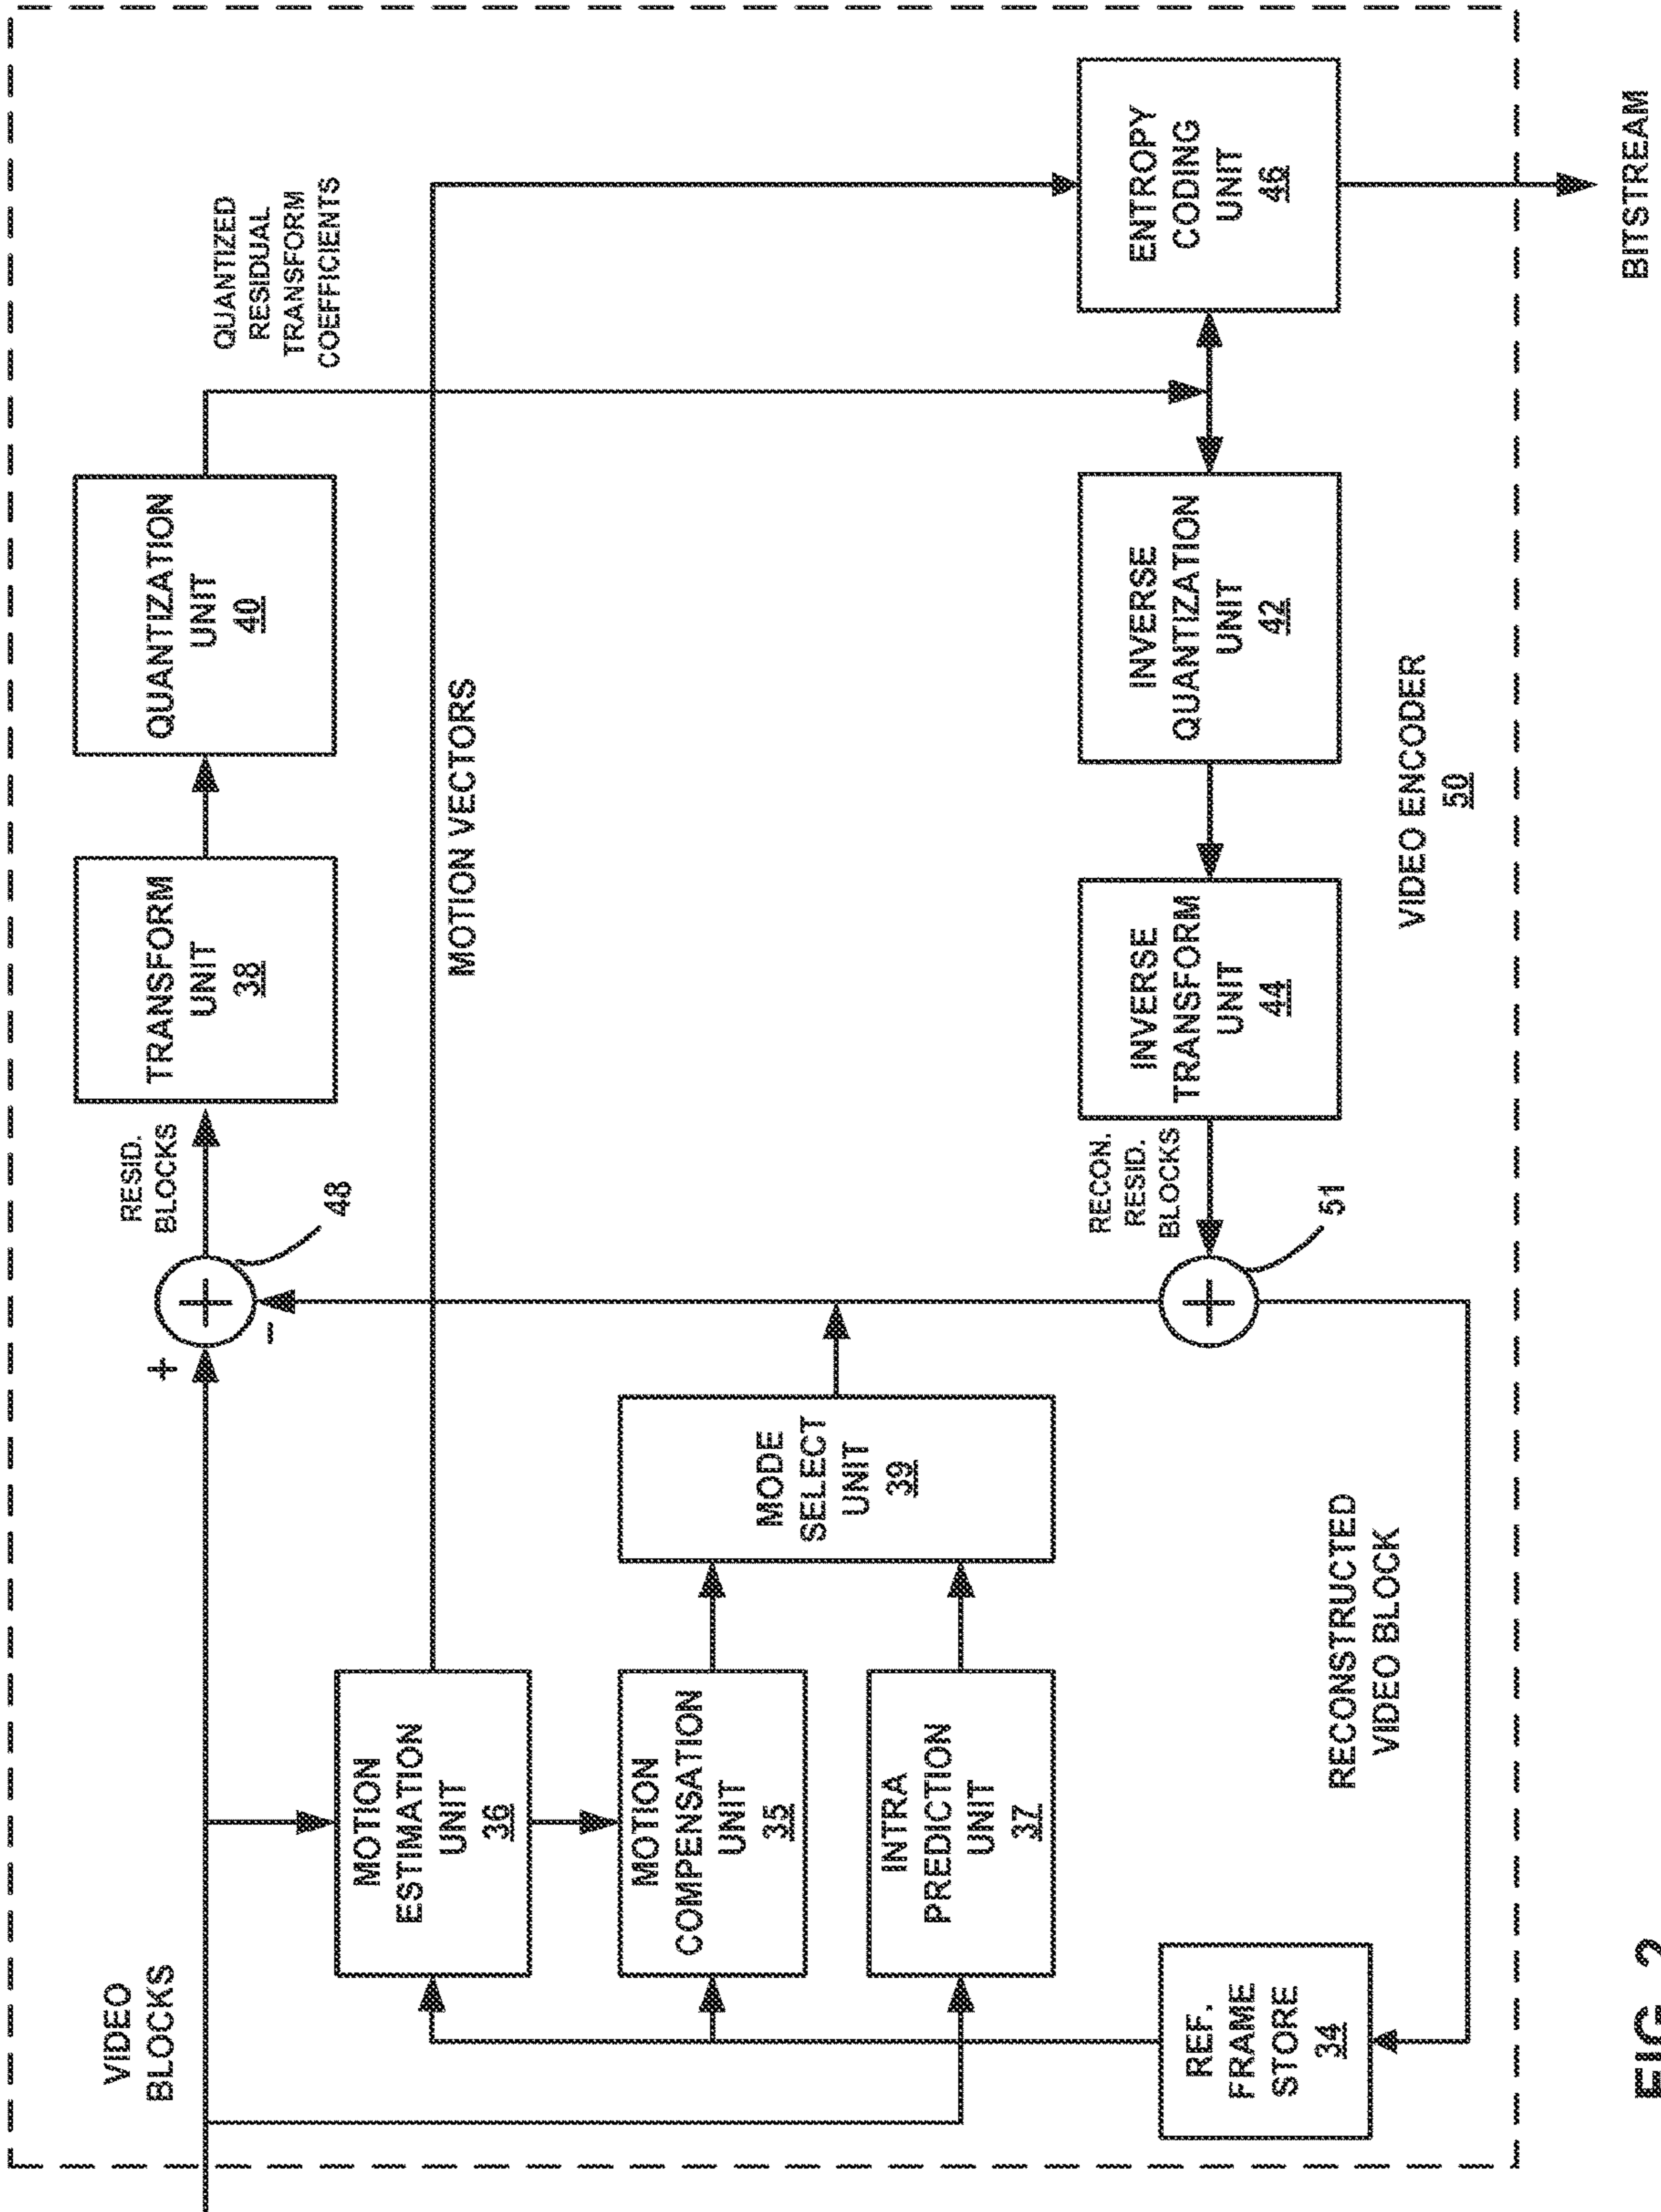 VIDEO
BLOCKS
+
-
48
RESID.
BLOCKS
TRANSFORM
UNIT
38
QUANTIZATION
UNIT
40
QUANTIZED
RESIDUAL
TRANSFORM
COEFFICIENTS
MOTION VECTORS
MOTION
ESTIMATION
UNIT
36
MOTION
COMPENSATION
UNIT
35
INTRA
PREDICTION
UNIT
37
MODE
SELECT
UNIT
39
REF.
FRAME
STORE
34
RECONSTRUCTED
VIDEO BLOCK
51
RECON.
RESID.
BLOCKS
INVERSE
TRANSFORM
UNIT
44
INVERSE
QUANTIZATION
UNIT
42
ENTROPY
CODING
UNIT
46
VIDEO ENCODER
50
BITSTREAM
FIG. 2